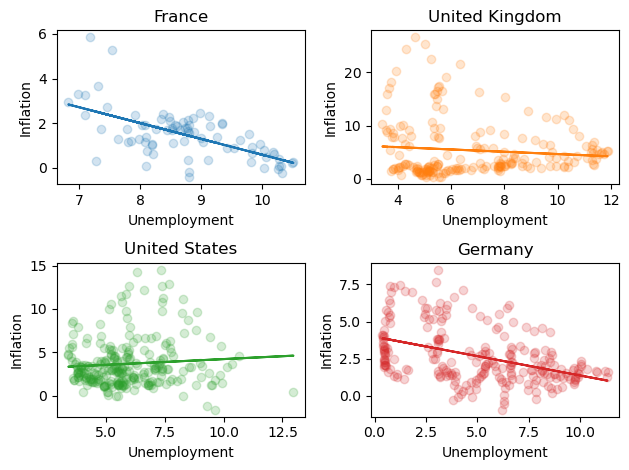 France
Inflation
6
4
2
0
7 8 9 10
Unemployment
United Kingdom
Inflation
20
10
0
4 6 8 10 12
Unemployment
United States
Inflation
15
10
5
0
5.0 7.5 10.0 12.5
Unemployment
Germany
Inflation
7.5
5.0
2.5
0.0
0.0 2.5 5.0 7.5 10.0
Unemployment